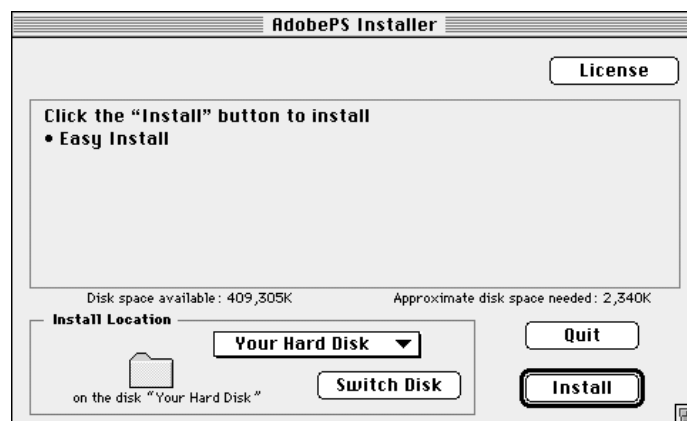 AdobePS Installer
License
Click the “Install” button to install
• Easy Install
Disk space available: 409,305K
Approximate disk space needed: 2,340K
Install Location
Your Hard Disk
Quit
Switch Disk
on the disk “Your Hard Disk”
Install